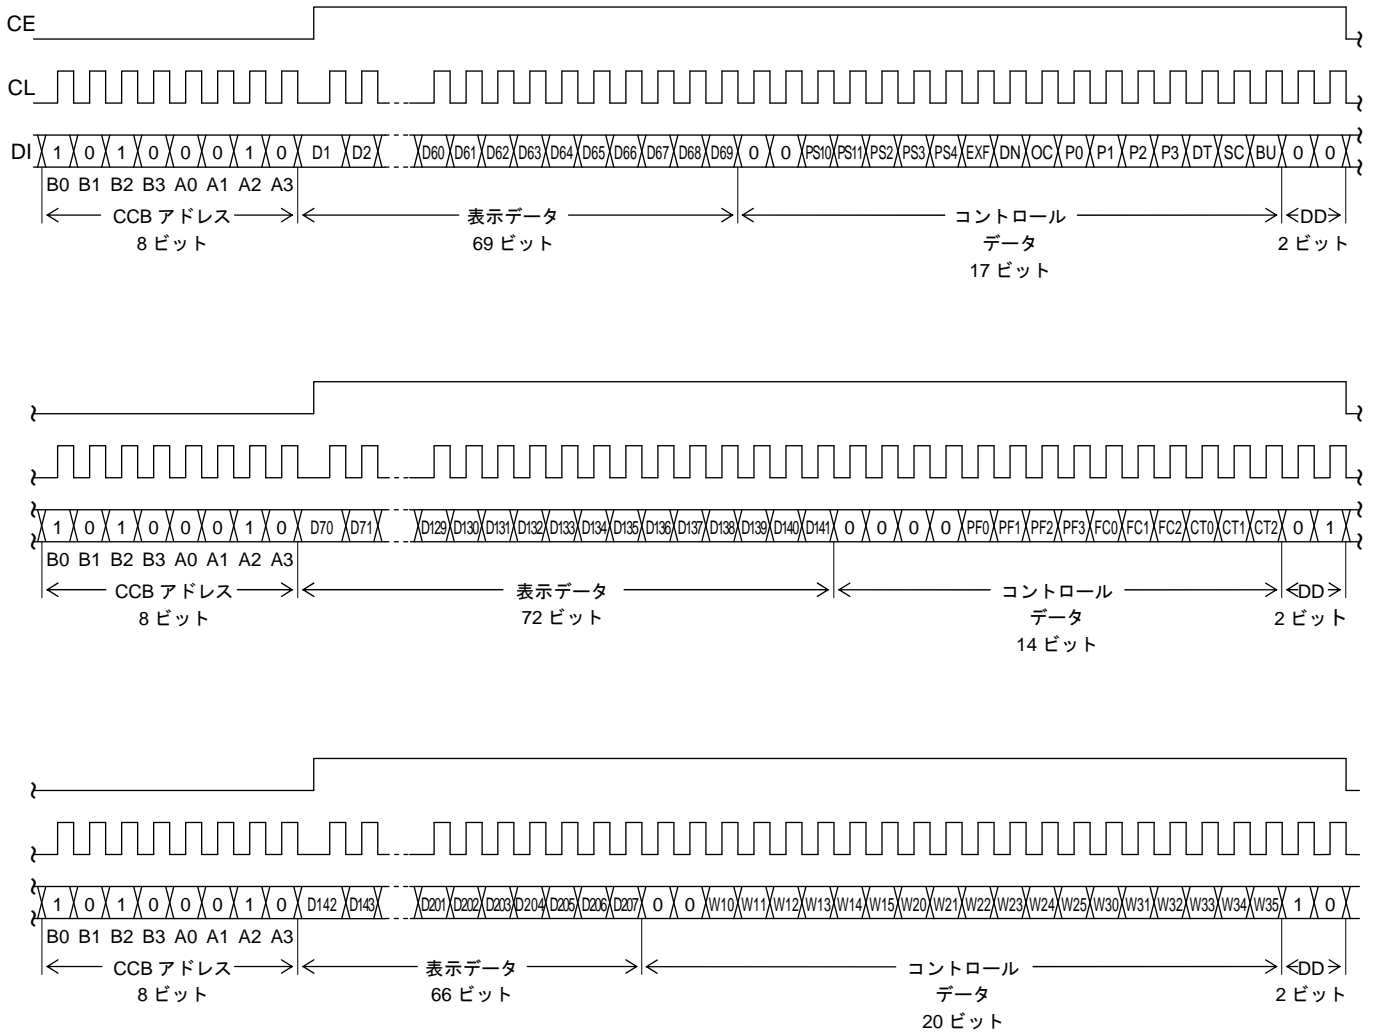 CE
CL
DI 1 0 1 0 0 0 1 0 D1 D2 D60 D61 D62 D63 D64 D65 D66 D67 D68 D69 0 0 PS10 PS11 PS2 PS3 PS4 EXF DN OC P0 P1 P2 P3 DT SC BU 0 0
B0 B1 B2 B3 A0 A1 A2 A3
CCB アドレス 表示データ コントロール DD
8 ビット 69 ビット データ 2 ビット
17 ビット
1 0 1 0 0 0 1 0 D70 D71 D129 D130 D131 D132 D133 D134 D135 D136 D137 D138 D139 D140 D141 0 0 0 0 PF0 PF1 PF2 PF3 FC0 FC1 FC2 CT0 CT1 CT2 0 1
B0 B1 B2 B3 A0 A1 A2 A3
CCB アドレス 表示データ コントロール DD
8 ビット 72 ビット データ 2 ビット
14 ビット
1 0 1 0 0 0 1 0 D142 D143 D201 D202 D203 D204 D205 D206 D207 0 0 W10 W11 W12 W13 W14 W15 W20 W21 W22 W23 W24 W25 W30 W31 W32 W33 W34 W35 1 0
B0 B1 B2 B3 A0 A1 A2 A3
CCB アドレス 表示データ コントロール DD
8 ビット 66 ビット データ 2 ビット
20 ビット